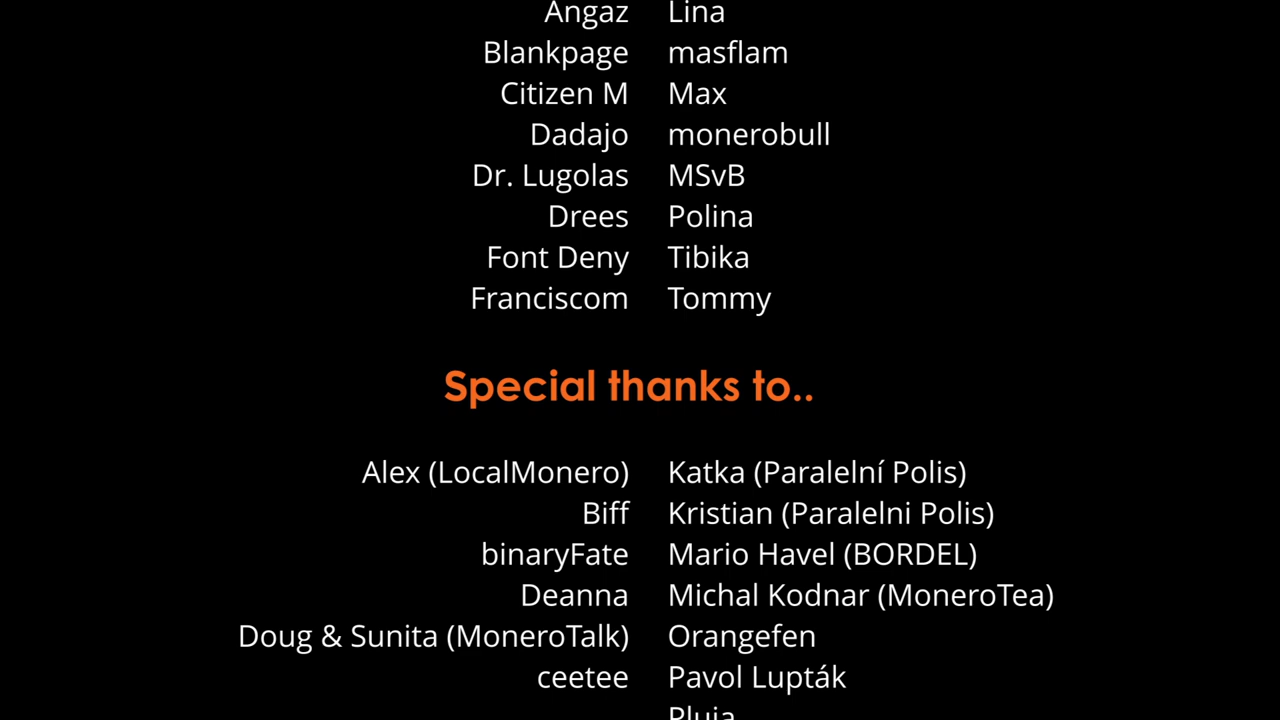 Angaz Lina
Blankpage masflam
Citizen M Max
Dadajo monerobull
Dr. Lugolas MSvB
Drees Polina
Font Deny Tibika
Franciscom Tommy
Special thanks to..
Alex (LocalMonero) Katka (Paralelní Polis)
Biff Kristian (Paralelni Polis)
binaryFate Mario Havel (BORDEL)
Deanna Michal Kodnar (MoneroTea)
Doug & Sunita (MoneroTalk) Orangefen
ceetee Pavol Lupták